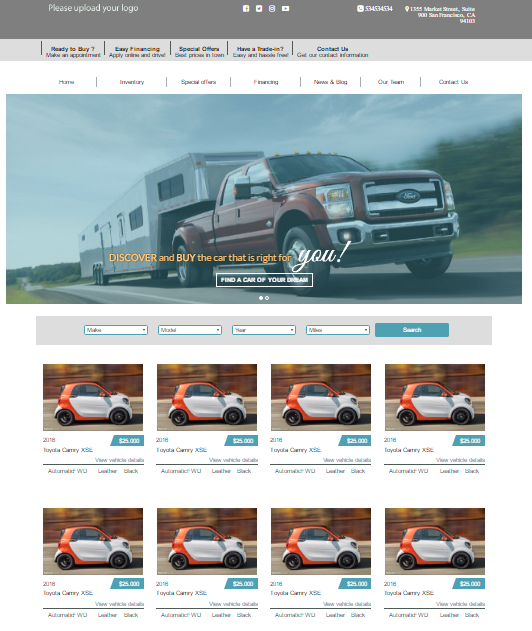 Please upload your logo
534534534
1355 Market Street, Suite
900 San Francisco, CA
94103
Ready to Buy ?
Make an appointment
Easy Financing
Apply online and drive!
Special Offers
Best prices in town
Have a Trade-in?
Easy and hassle free!
Contact Us
Get our contact information
Home
Inventory
Special offers
Financing
News & Blog
Our Team
Contact Us
Ford
DISCOVER and BUY the car that is right for you!
FIND A CAR OF YOUR DREAM
Make
Model
Year
Miles
Search
2016 $25.000
Toyota Camry XSE
View vehicle details
Automatic WD Leather Black
2016 $25.000
Toyota Camry XSE
View vehicle details
Automatic WD Leather Black
2016 $25.000
Toyota Camry XSE
View vehicle details
Automatic WD Leather Black
2016 $25.000
Toyota Camry XSE
View vehicle details
Automatic WD Leather Black
2016 $25.000
Toyota Camry XSE
View vehicle details
Automatic WD Leather Black
2016 $25.000
Toyota Camry XSE
View vehicle details
Automatic WD Leather Black
2016 $25.000
Toyota Camry XSE
View vehicle details
Automatic WD Leather Black
2016 $25.000
Toyota Camry XSE
View vehicle details
Automatic WD Leather Black